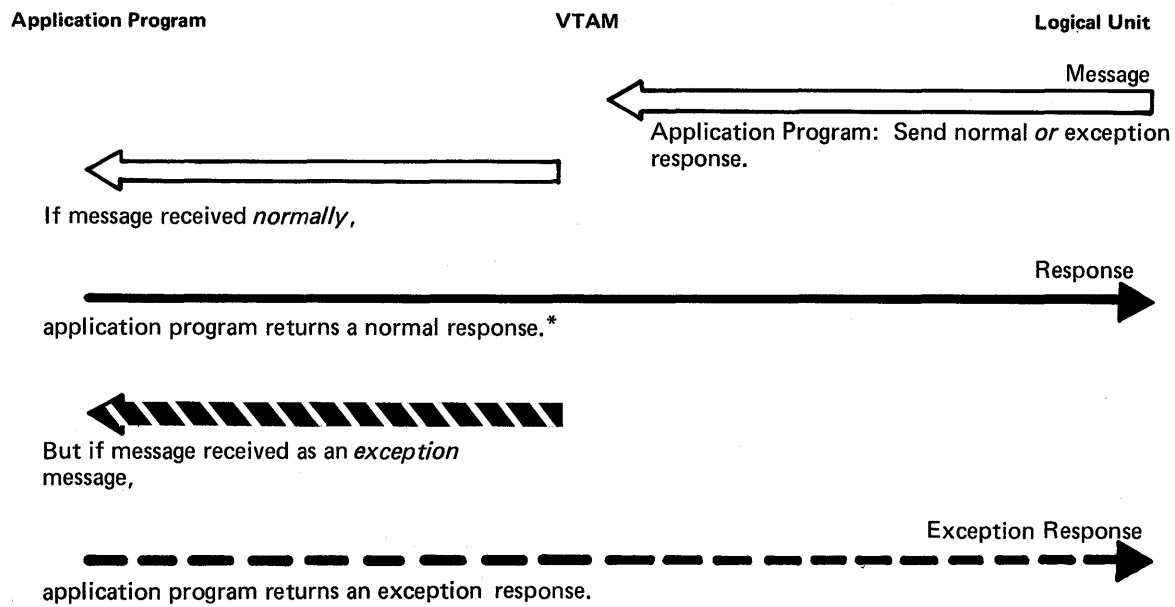 Application Program VTAM Logical Unit
Message
Application Program: Send normal or exception
response.
If message received normally,
Response
application program returns a normal response.*
But if message received as an exception
message,
Exception Response
application program returns an exception response.